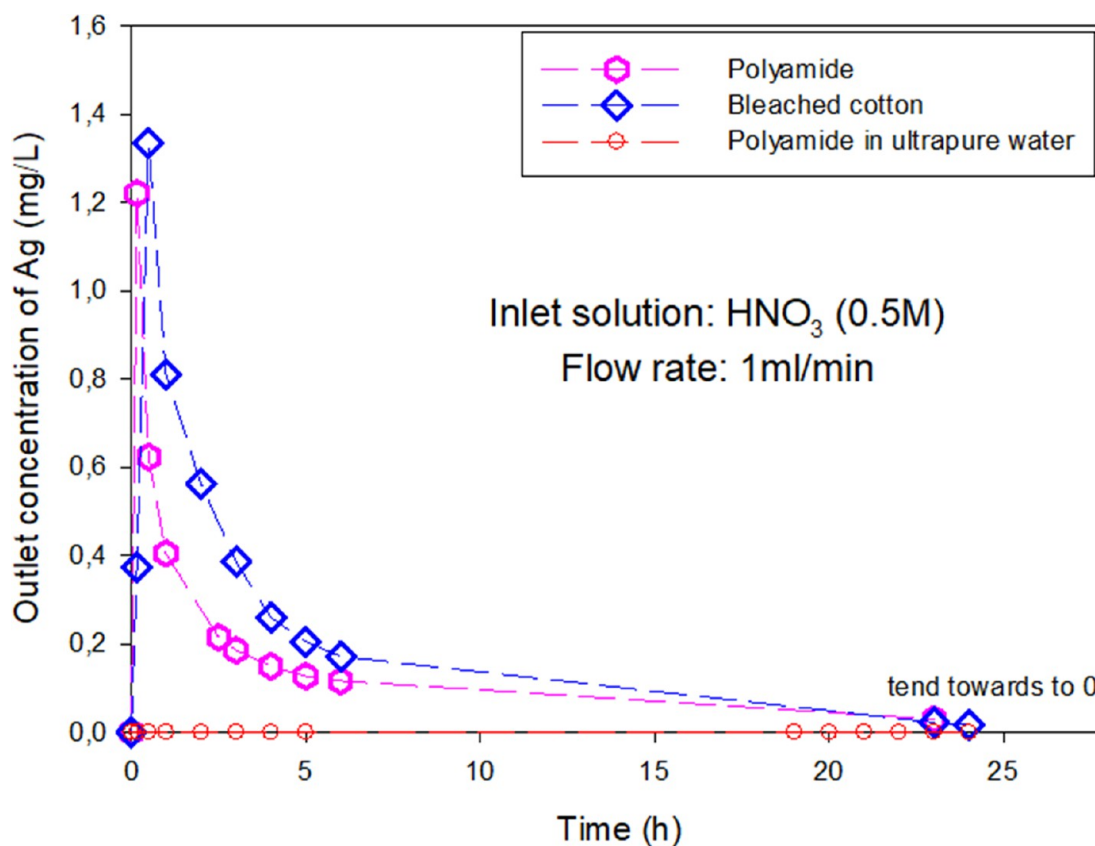 1,6
1,4
1,2
1,0
0,8
0,6
0,4
0,2
0,0
Outlet concentration of Ag (mg/L)
Polyamide
Bleached cotton
Polyamide in ultrapure water
Inlet solution: HNO₃ (0.5M)
Flow rate: 1ml/min
tend towards to 0
0 5 10 15 20 25
Time (h)